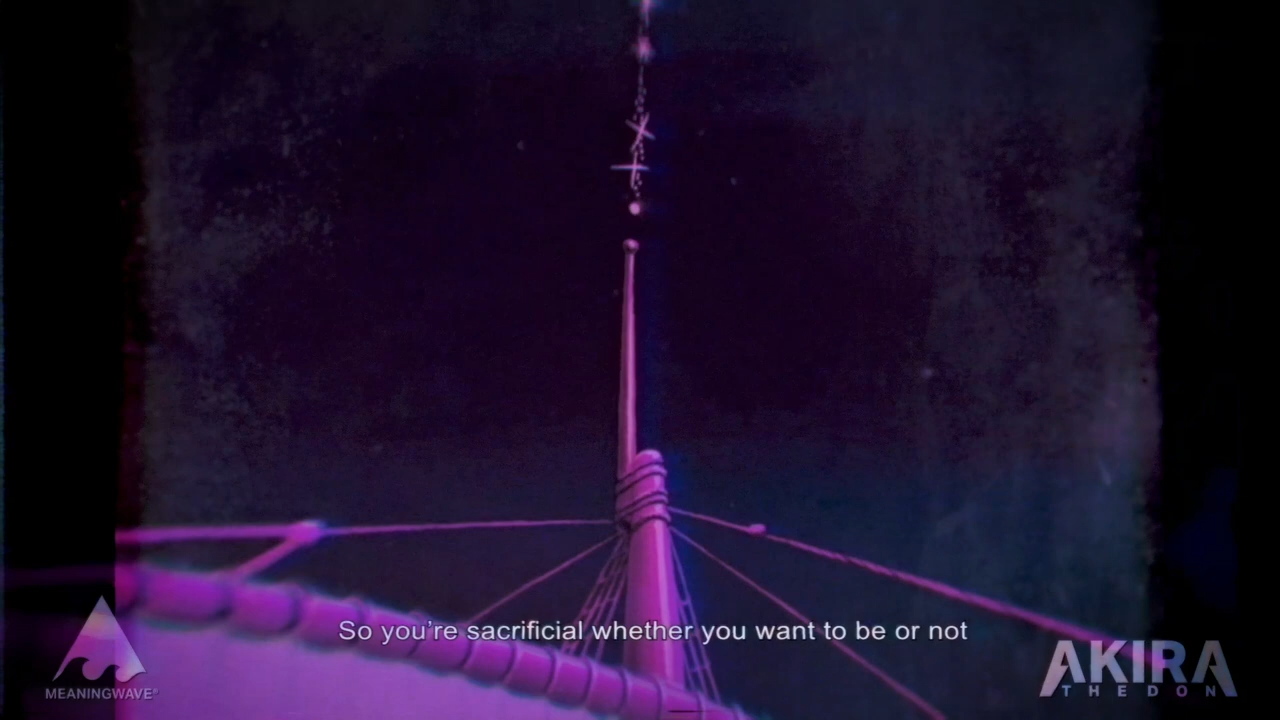 So you’re sacrificial whether you want to be or not
MEANINGWAVE®
AKIRA
THE DON